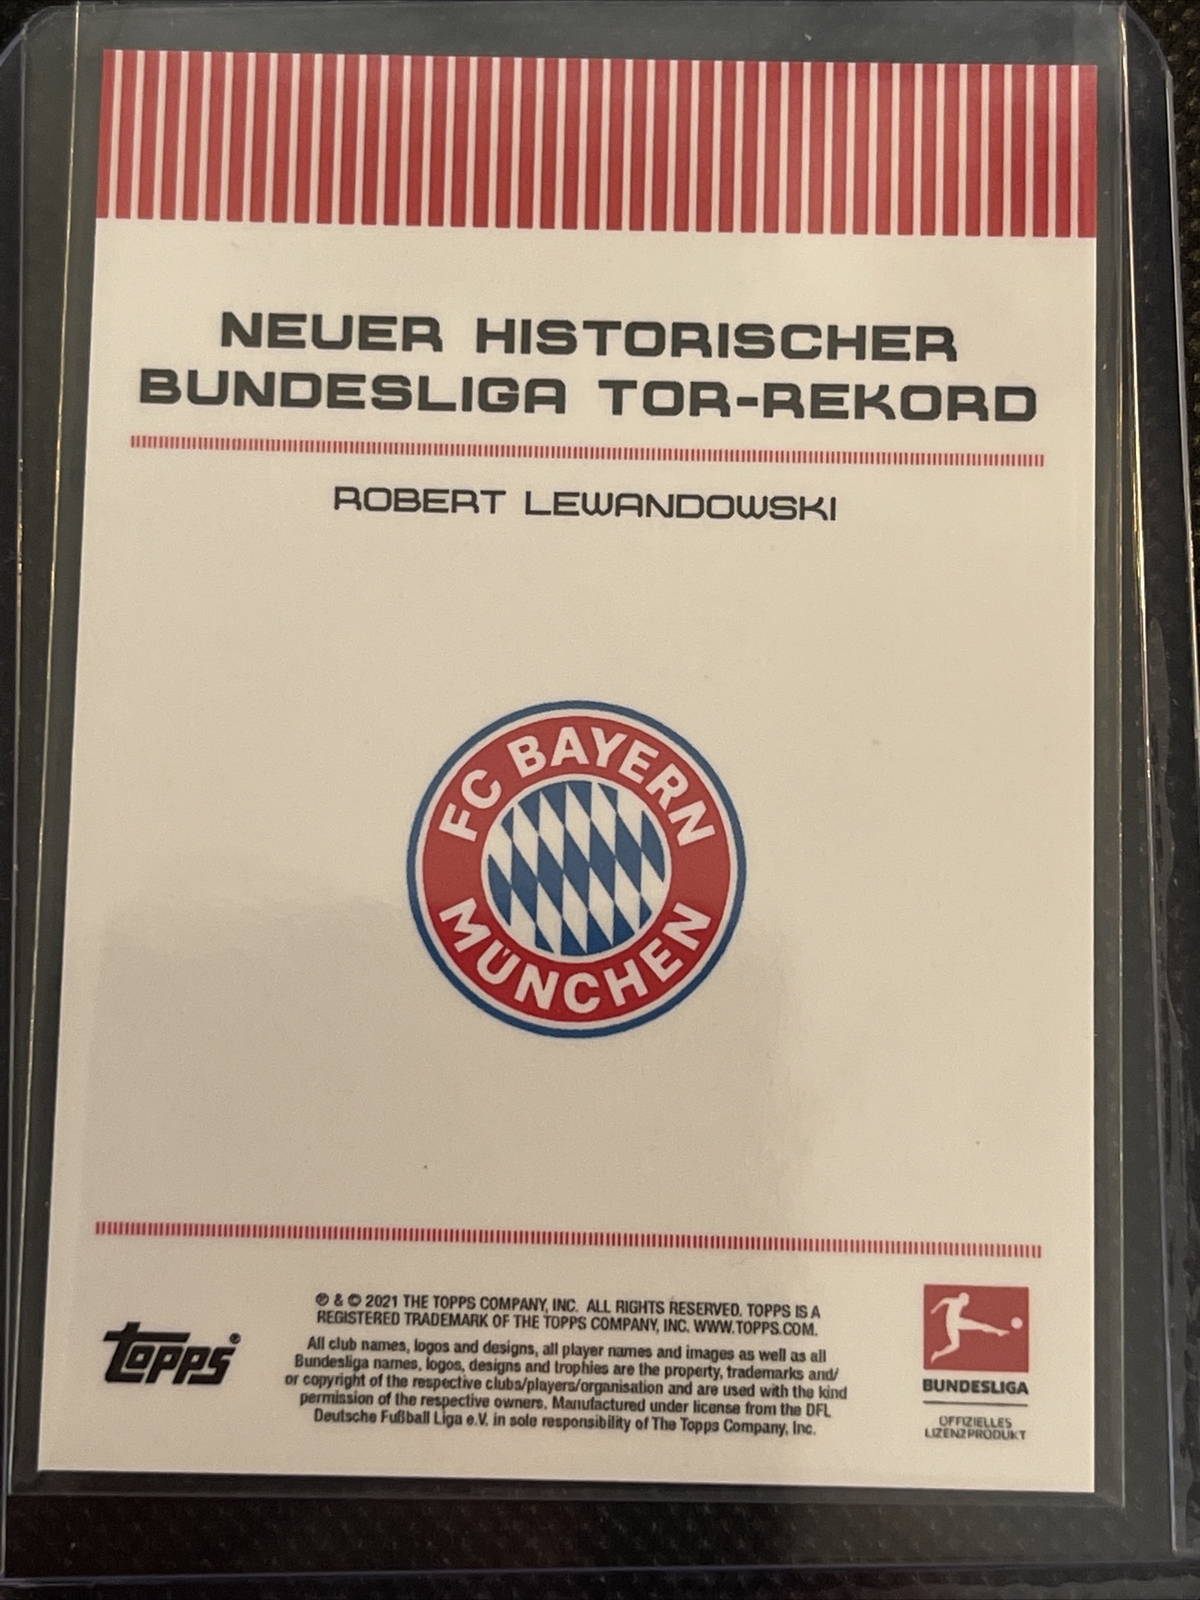 NEUER HISTORISCHER
BUNDESLIGA TOR-REKORD
ROBERT LEWANDOWSKI
FC BAYERN
MÜNCHEN
℗ & © 2021 THE TOPPS COMPANY, INC. ALL RIGHTS RESERVED. TOPPS IS A
REGISTERED TRADEMARK OF THE TOPPS COMPANY, INC. WWW.TOPPS.COM.
All club names, logos and designs, all player names and images as well as all
Bundesliga names, logos, designs and trophies are the property, trademarks and/
or copyright of the respective clubs/players/organisation and are used with the kind
permission of the respective owners. Manufactured under license from the DFL
Deutsche Fußball Liga e.V. in sole responsibility of The Topps Company, Inc.
topps®
BUNDESLIGA
OFFIZIELLES
LIZENZPRODUKT